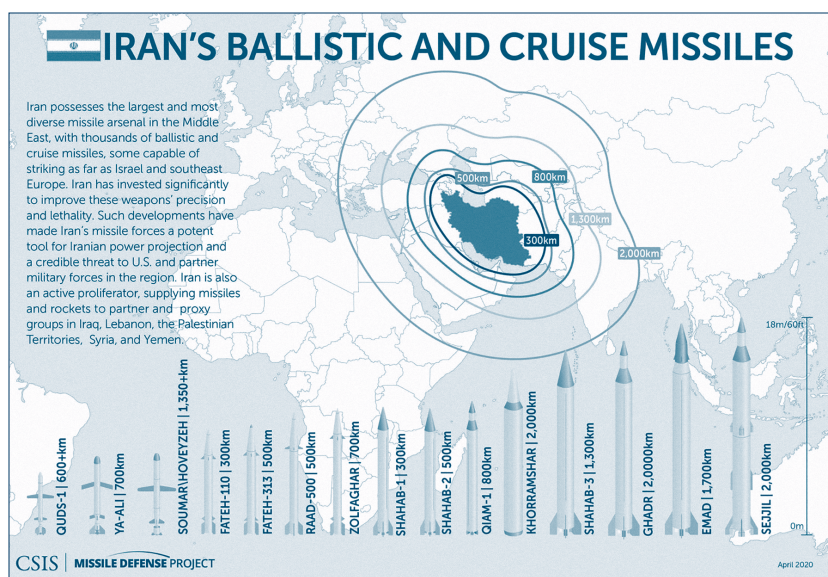 IRAN'S BALLISTIC AND CRUISE MISSILES
Iran possesses the largest and most
diverse missile arsenal in the Middle
East, with thousands of ballistic and
cruise missiles, some capable of
striking as far as Israel and southeast
Europe. Iran has invested significantly
to improve these weapons' precision
and lethality. Such developments have
made Iran's missile forces a potent
tool for Iranian power projection and
a credible threat to U.S. and partner
military forces in the region. Iran is also
an active proliferator, supplying missiles
and rockets to partner and proxy
groups in Iraq, Lebanon, the Palestinian
Territories, Syria, and Yemen.
500km
800km
1,300km
300km
2,000km
18m/60ft
0m
QUDS-1 | 600+km
YA-ALI | 700km
SOUMAR\HOVEYZEH | 1,350+km
FATEH-110 | 300km
FATEH-313 | 500km
RAAD-500 | 500km
ZOLFAGHAR | 700km
SHAHAB-1 | 300km
SHAHAB-2 | 500km
QIAM-1 | 800km
KHORRAMSHAR | 2,000km
SHAHAB-3 | 1,300km
GHADR | 2,0000km
EMAD | 1,700km
SEJJIL | 2,000km
CSIS | MISSILE DEFENSE PROJECT
April 2020